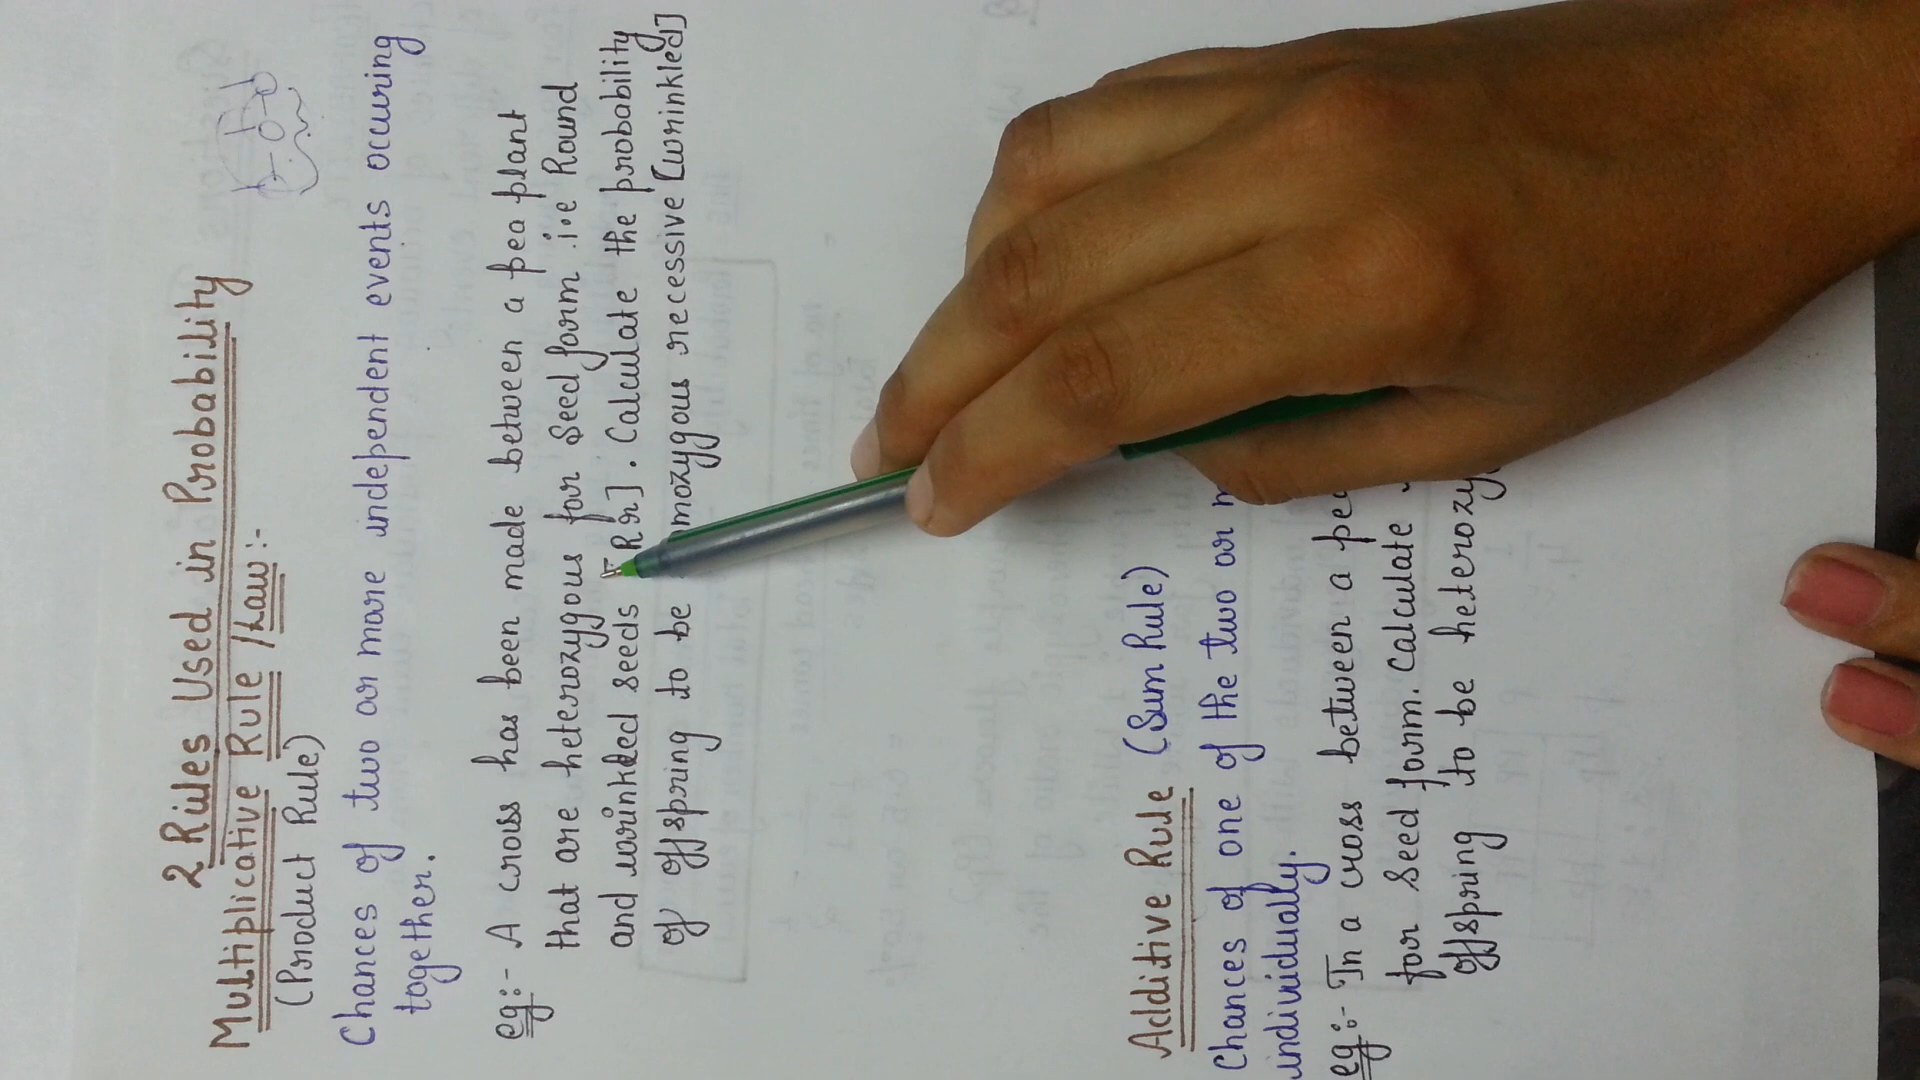 2 Rules Used in Probability
Multiplicative Rule /Law:-
(Product Rule)
Chances of two or more independent events occuring
together.
eg:- A cross has been made between a pea plant
that are heterozygous for Seed form i.e Round
and wrinkled seeds Rr]. Calculate the probability
of offspring to be mozygous recessive [wrinkled]
Additive Rule (Sum Rule)
Chances of one of the two or m
individually.
eg:- In a cross between a pea
for Seed form. Calculate
offspring to be heterozy